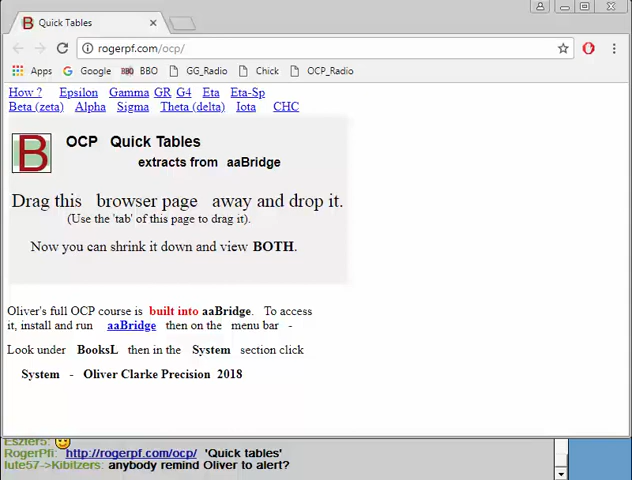 B Quick Tables
rogerpf.com/ocp/
Apps Google BBO BBO GG_Radio Chick OCP_Radio
How ? Epsilon Gamma GR G4 Eta Eta-Sp
Beta (zeta) Alpha Sigma Theta (delta) Iota CHC
B OCP Quick Tables
extracts from aaBridge
Drag this browser page away and drop it.
(Use the 'tab' of this page to drag it).
Now you can shrink it down and view BOTH.
Oliver's full OCP course is built into aaBridge. To access
it, install and run aaBridge then on the menu bar -
Look under BooksL then in the System section click
System - Oliver Clarke Precision 2018
Eszter5:
RogerPfi: http://rogerpf.com/ocp/ 'Quick tables'
lute57->Kibitzers: anybody remind Oliver to alert?